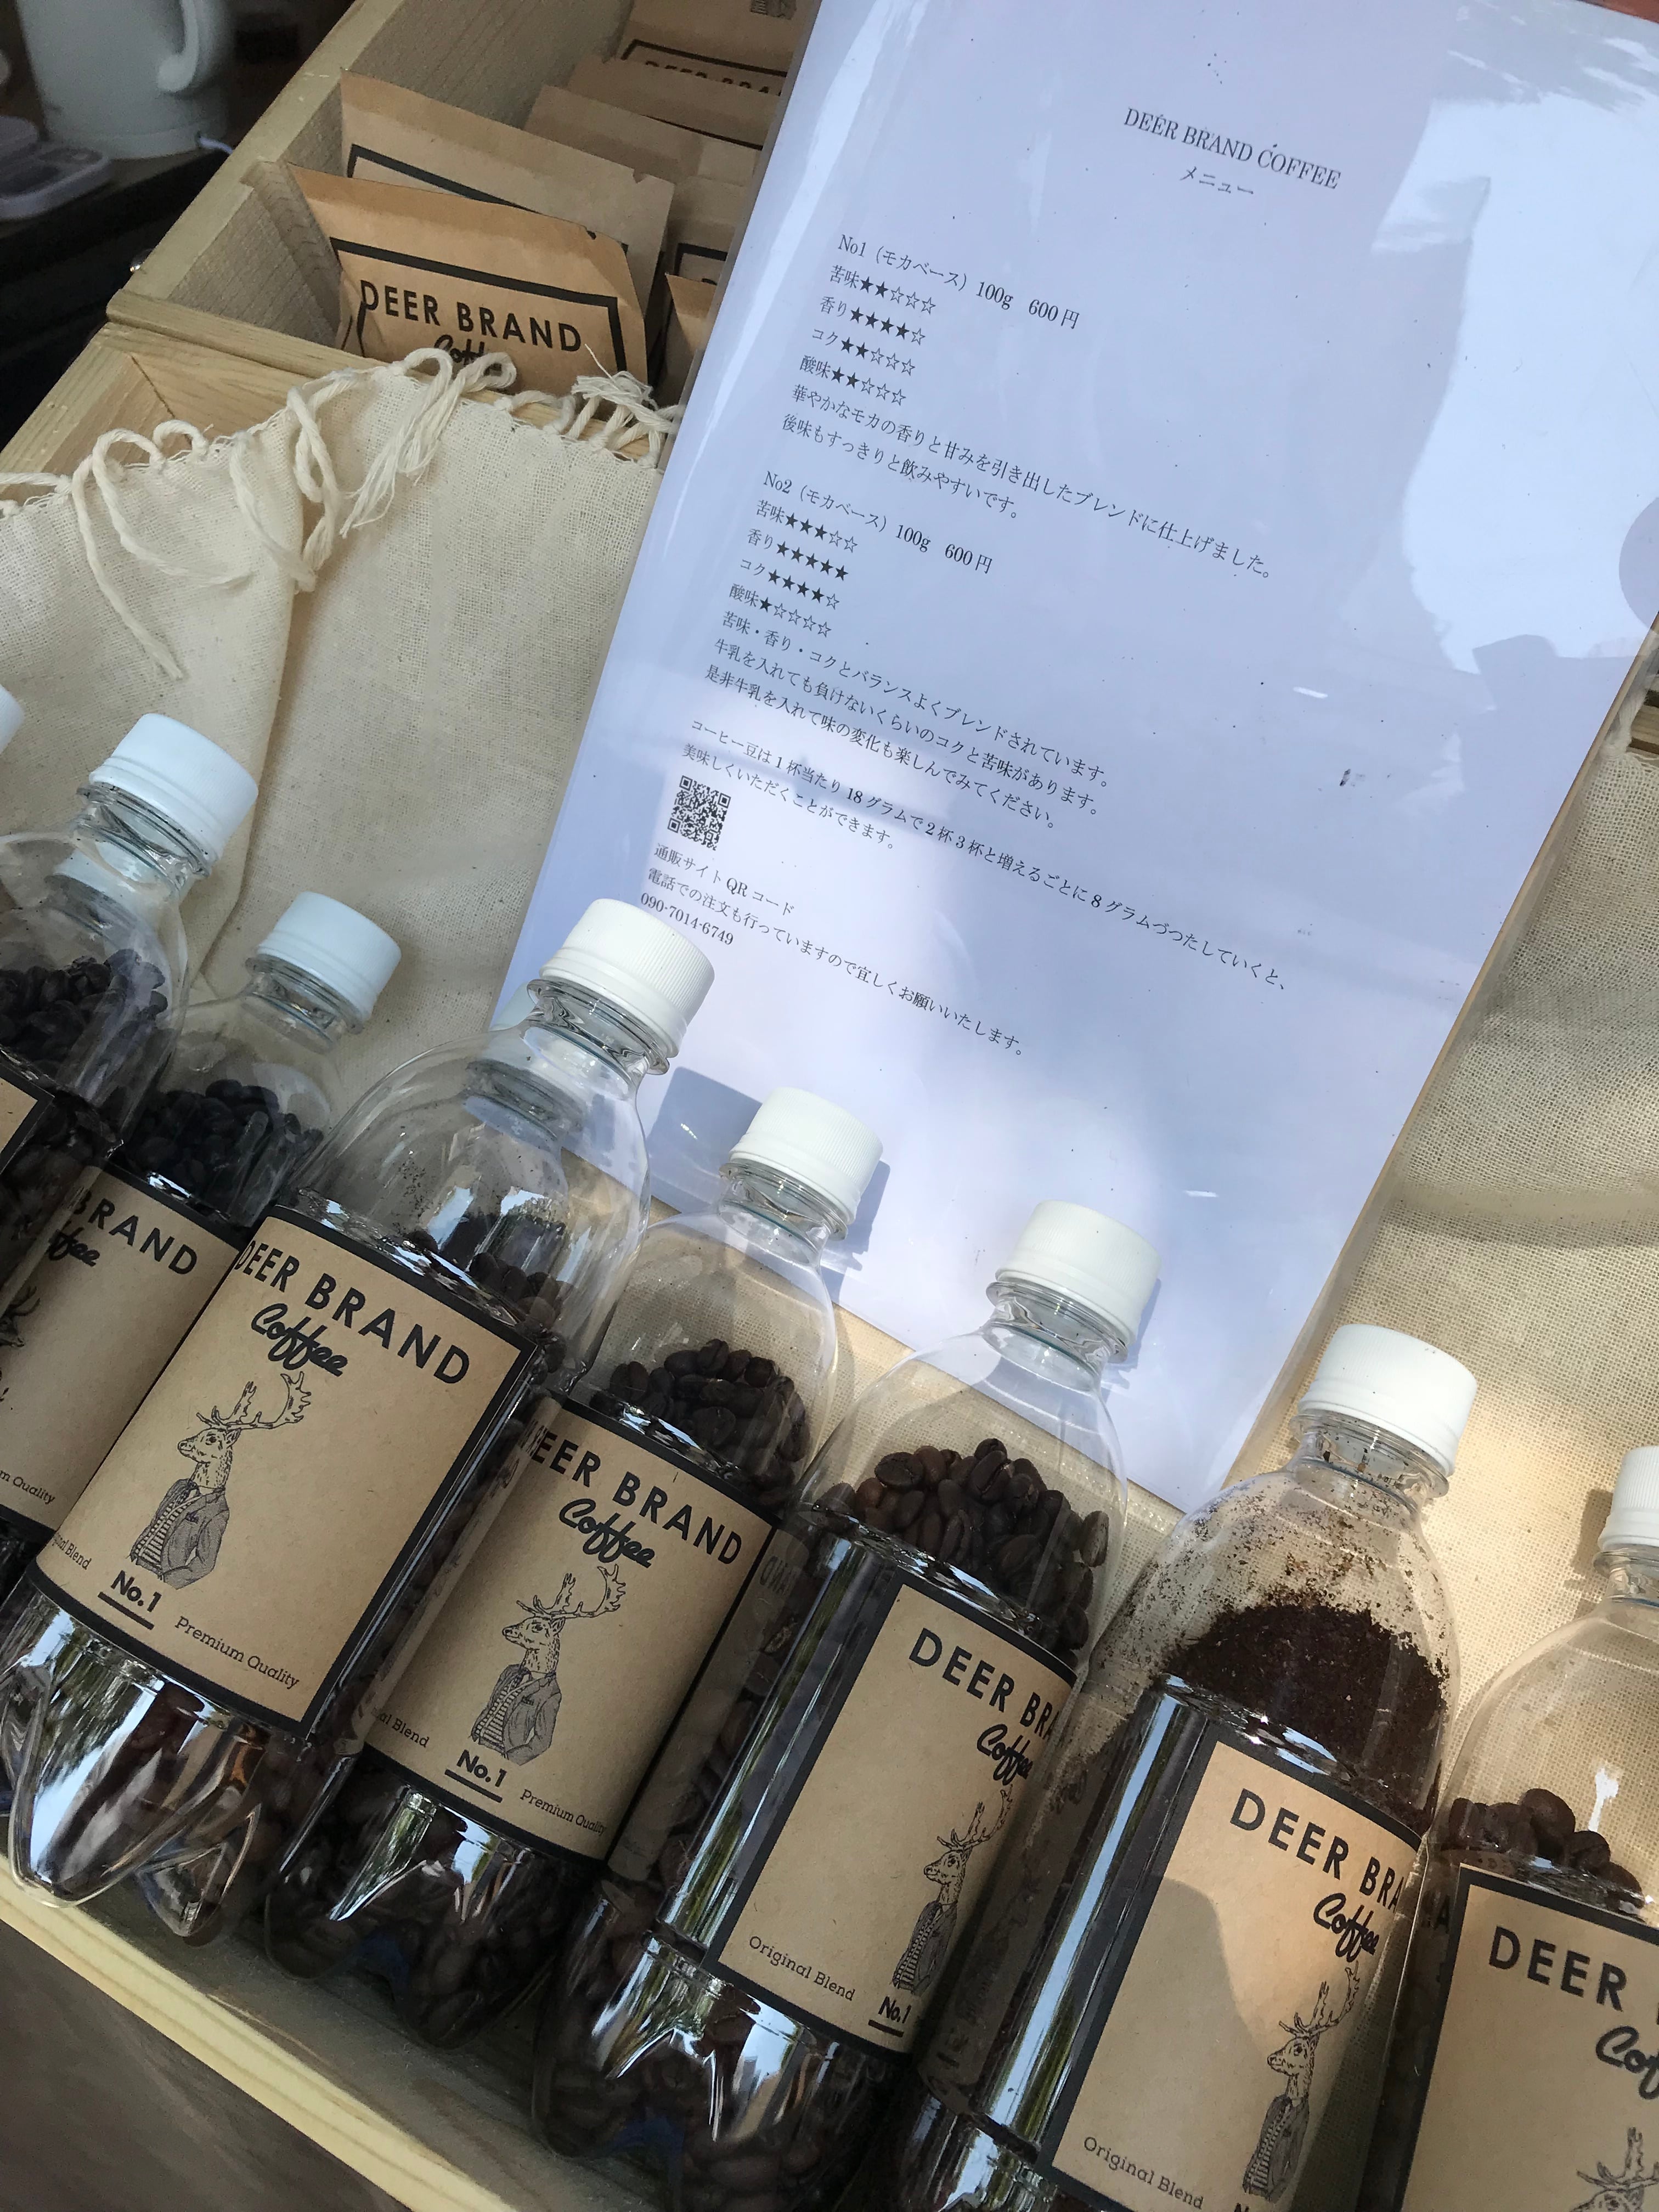 DEER BRAND
Coffee
DEER BRAND COFFEE
メニュー
No1（モカベース）100g 600円
苦味★★☆☆☆
香り★★★★☆
コク★★☆☆☆
酸味★★☆☆☆
華やかなモカの香りと甘みを引き出したブレンドに仕上げました。
後味もすっきりと飲みやすいです。
No2（モカベース）100g 600円
苦味★★★☆☆
香り★★★★★
コク★★★★☆
酸味★☆☆☆☆
苦味・香り・コクとバランスよくブレンドされています。
牛乳を入れても負けないくらいのコクと苦味があります。
是非牛乳を入れて味の変化も楽しんでみてください。
コーヒー豆は1杯当たり18グラムで2杯3杯と増えるごとに8グラムづつたしていくと、
美味しくいただくことができます。
通販サイトQRコード
電話での注文も行っていますので宜しくお願いいたします。
090-7014-6749
BRAND
Quality
DEER BRAND
Coffee
Blend
No.1
Premium Quality
DEER BRAND
Coffee
Blend
No.1
Premium Quality
DEER BRA
Coffee
Original Blend
No.1
DEER BRA
Coffee
Original Blend
DEER
Cof